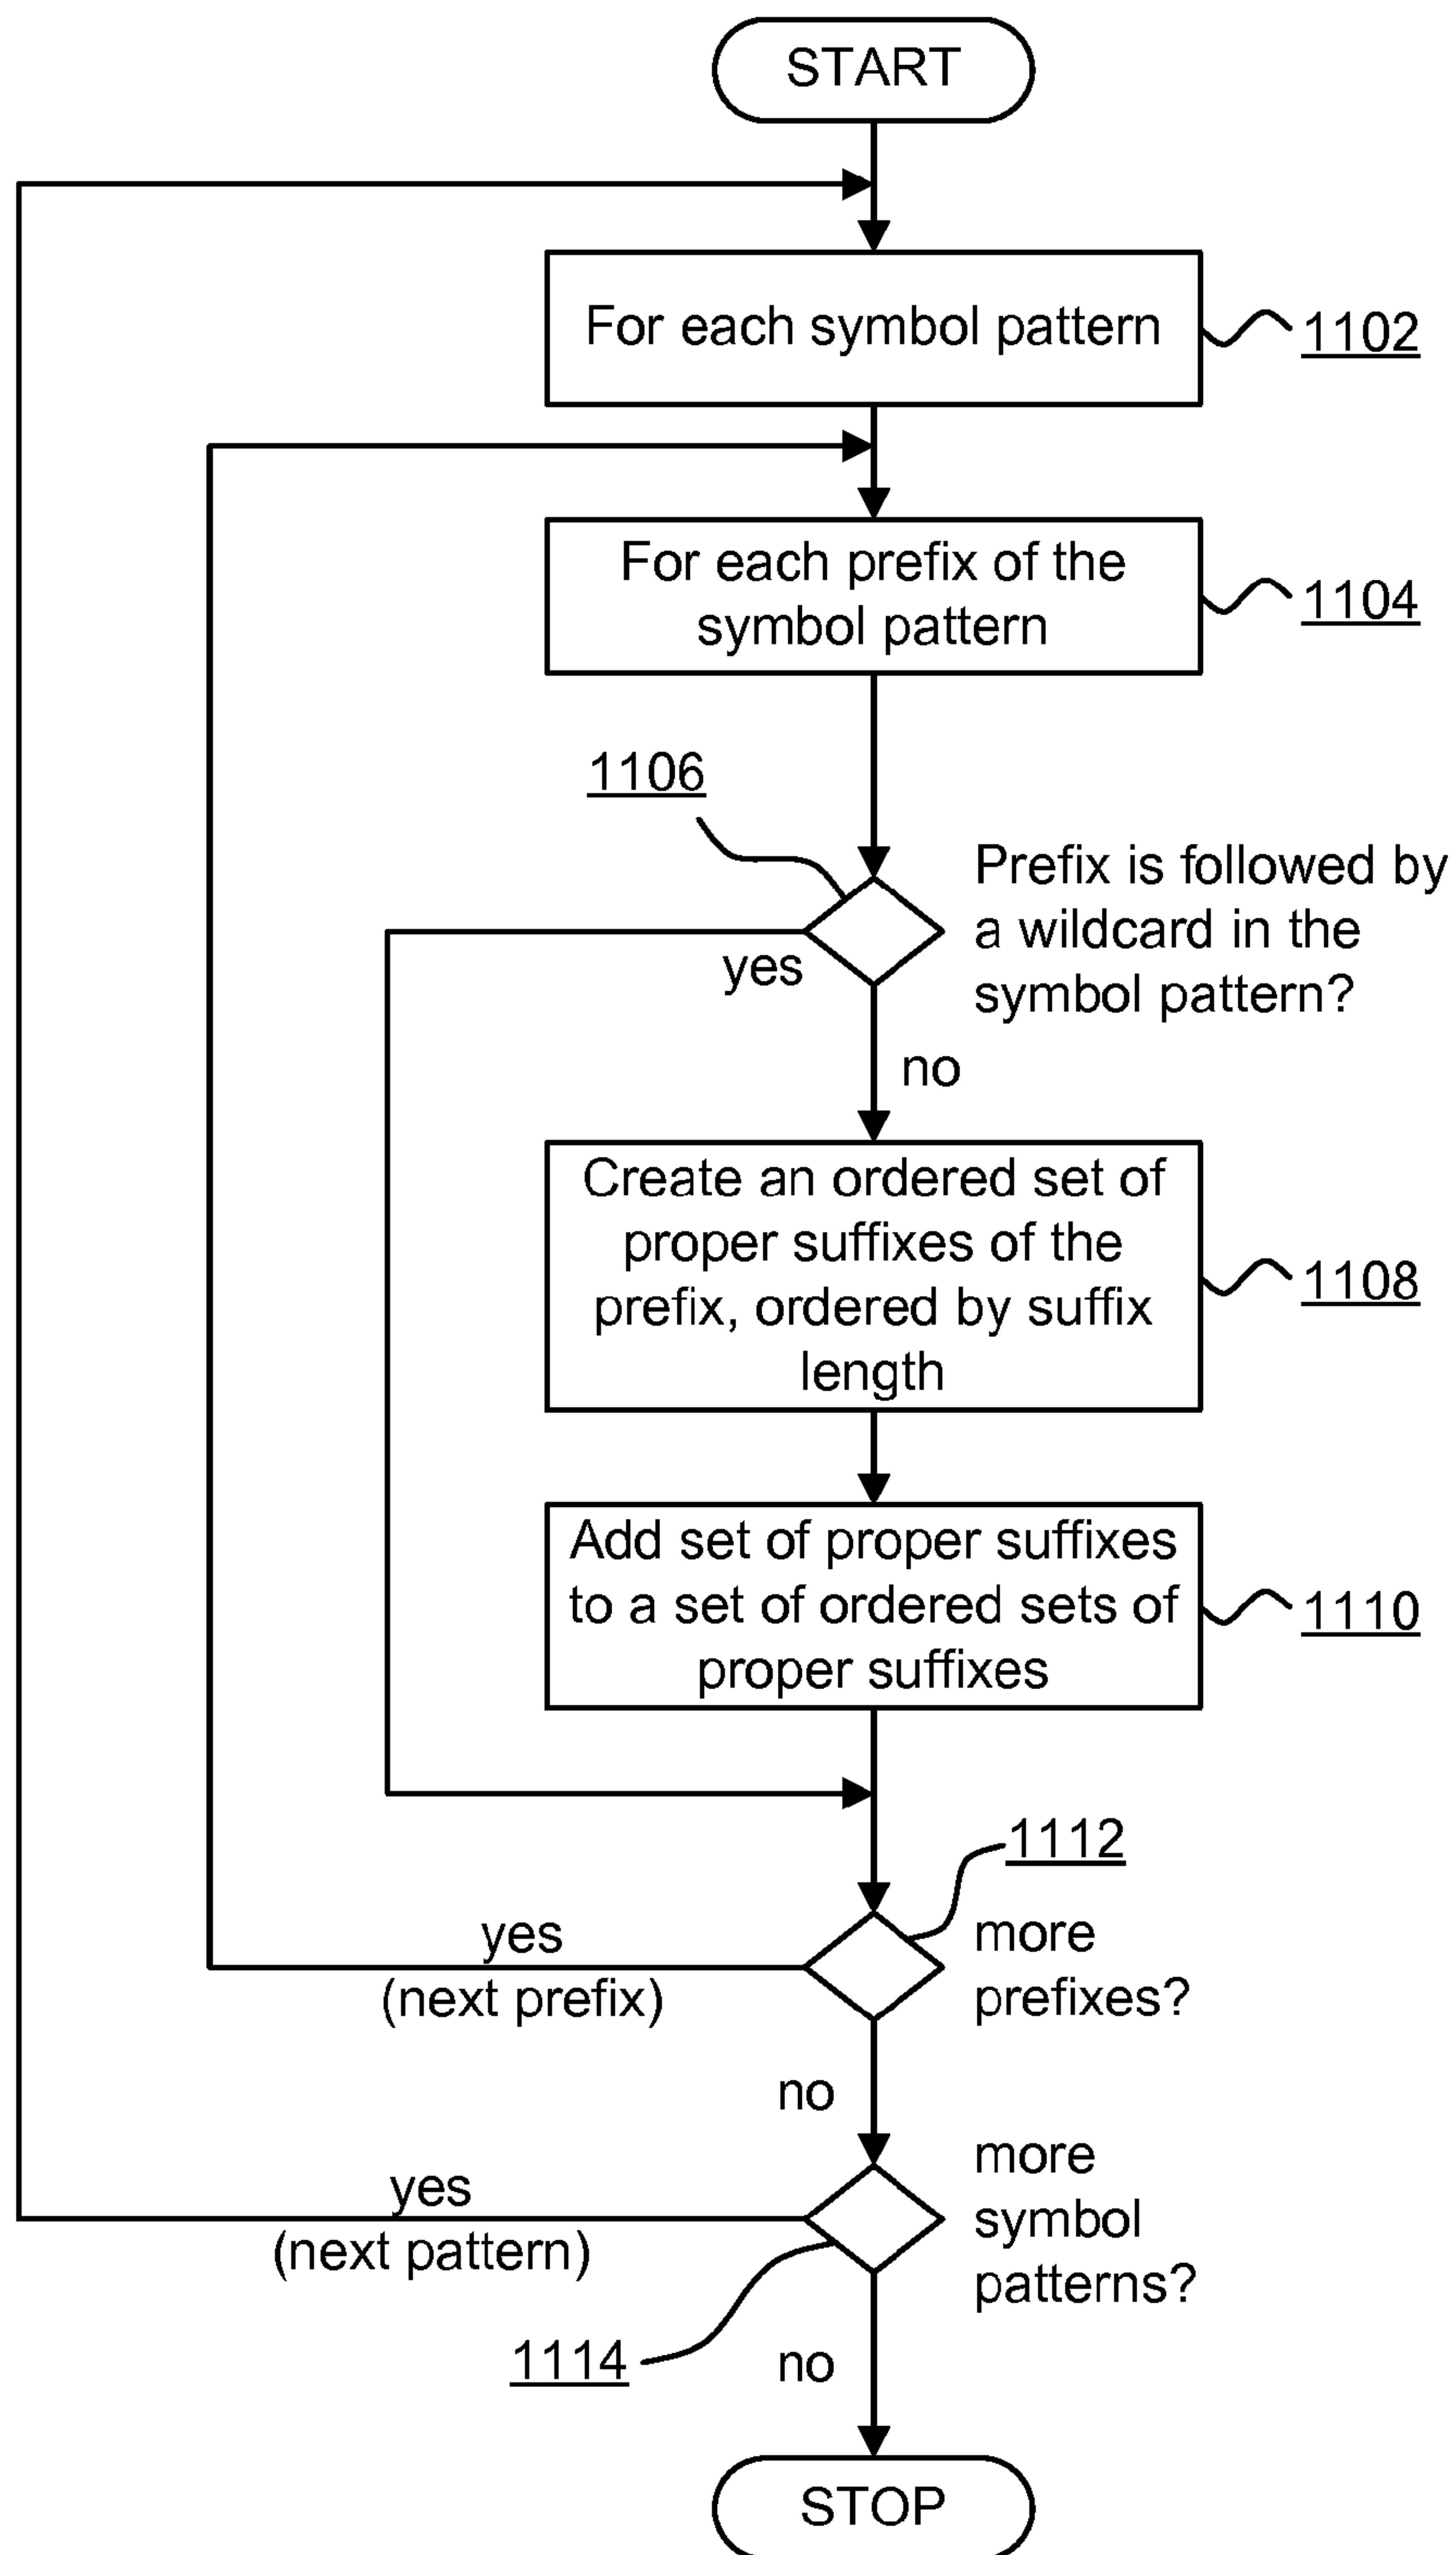 START
For each symbol pattern
1102
For each prefix of the
symbol pattern
1104
1106
Prefix is followed by
a wildcard in the
symbol pattern?
yes
no
Create an ordered set of
proper suffixes of the
prefix, ordered by suffix
length
1108
Add set of proper suffixes
to a set of ordered sets of
proper suffixes
1110
1112
more
prefixes?
yes
(next prefix)
no
more
symbol
patterns?
yes
(next pattern)
1114
no
STOP